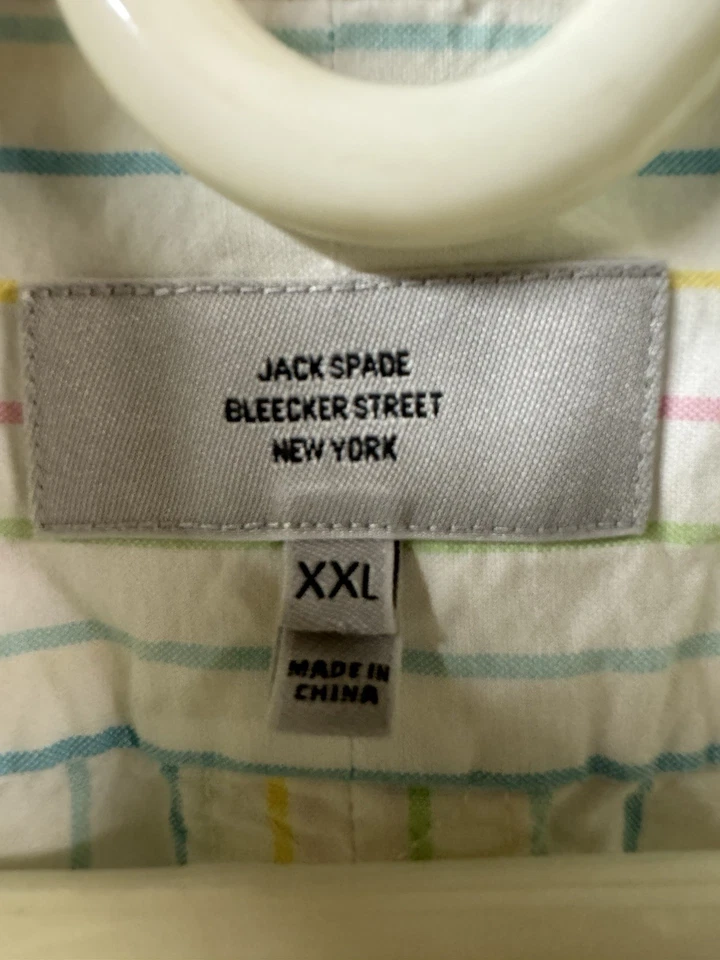 JACK SPADE
BLEECKER STREET
NEW YORK
XXL
MADE IN
CHINA